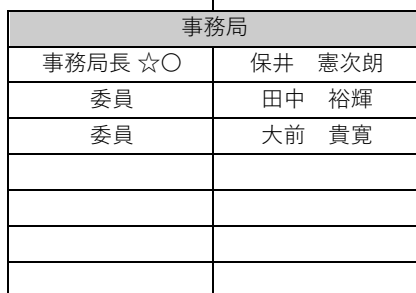 事務局
事務局長 ☆〇 保井　憲次朗
委員 田中　裕輝
委員 大前　貴寛